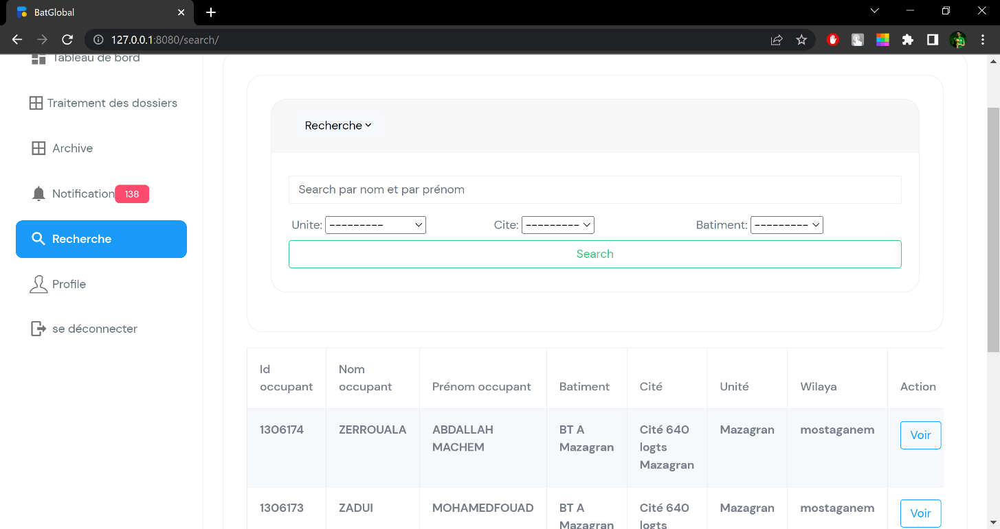 BatGlobal
127.0.0.1:8080/search/
Tableau de bord
Traitement des dossiers
Archive
Notification 138
Recherche
Profile
se déconnecter
Recherche
Search par nom et par prénom
Unite: --------- Cite: --------- Batiment: ---------
Search
Id occupant
Nom occupant
Prénom occupant
Batiment
Cité
Unité
Wilaya
Action
1306174
ZERROUALA
ABDALLAH
MACHEM
BT A
Mazagran
Cité 640
logts
Mazagran
Mazagran
mostaganem
Voir
1306173
ZADUI
MOHAMEDFOUAD
BT A
Mazagran
Cité 640
logts
Mazagran
mostaganem
Voir